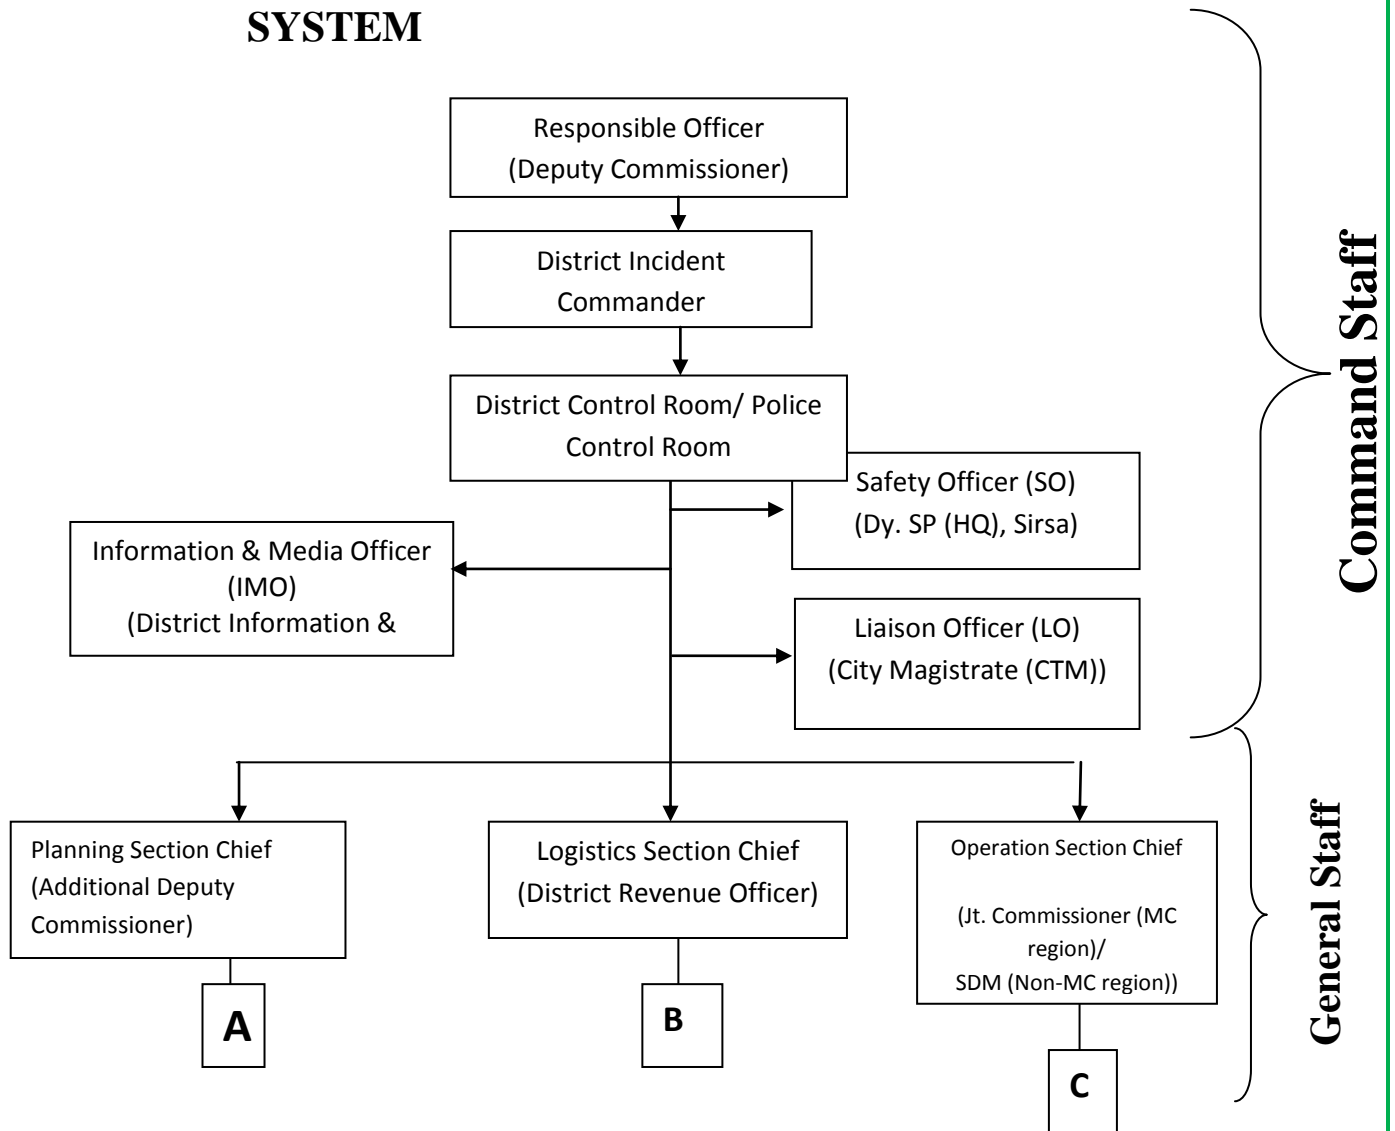 SYSTEM
Responsible Officer
(Deputy Commissioner)
District Incident
Commander
District Control Room/ Police
Control Room
Safety Officer (SO)
(Dy. SP (HQ), Sirsa)
Information & Media Officer
(IMO)
(District Information &
Liaison Officer (LO)
(City Magistrate (CTM))
Command Staff
Planning Section Chief
(Additional Deputy
Commissioner)
Logistics Section Chief
(District Revenue Officer)
Operation Section Chief
(Jt. Commissioner (MC
region)/
SDM (Non-MC region))
General Staff
A
B
C